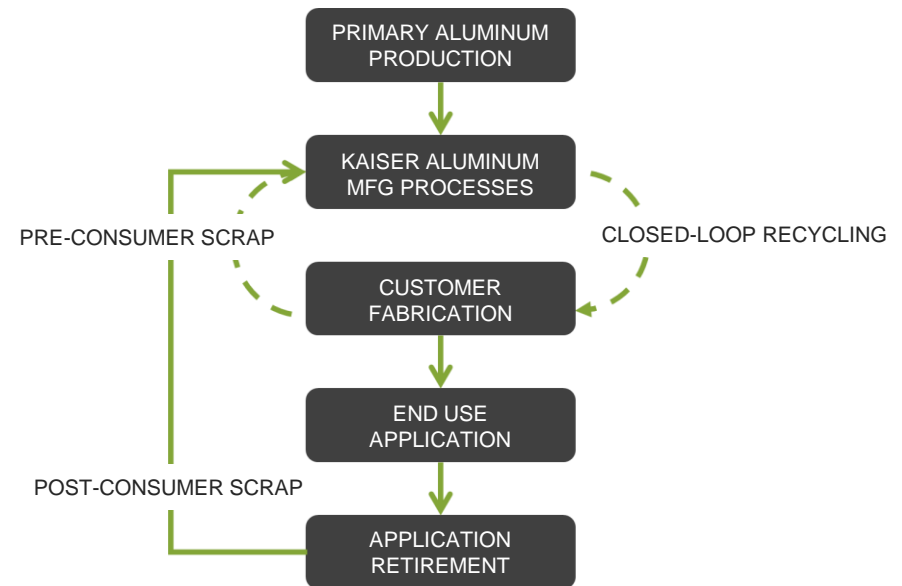 PRIMARY ALUMINUM
PRODUCTION
KAISER ALUMINUM
MFG PROCESSES
PRE-CONSUMER SCRAP
CLOSED-LOOP RECYCLING
CUSTOMER
FABRICATION
END USE
APPLICATION
POST-CONSUMER SCRAP
APPLICATION
RETIREMENT